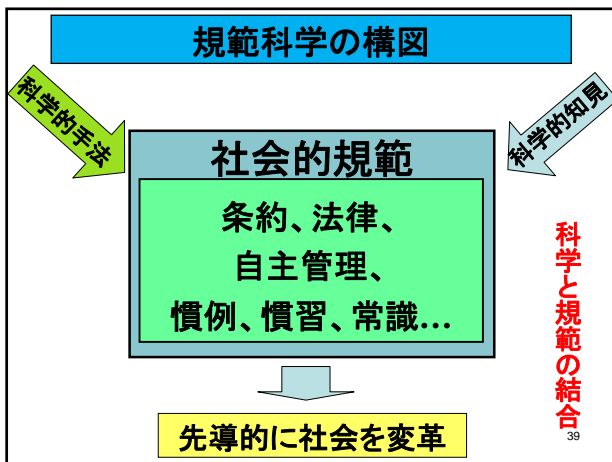 規範科学の構図
科学的手法
科学的知見
社会的規範
条約、法律、
自主管理、
慣例、慣習、常識…
科学と規範の結合
先導的に社会を変革
39